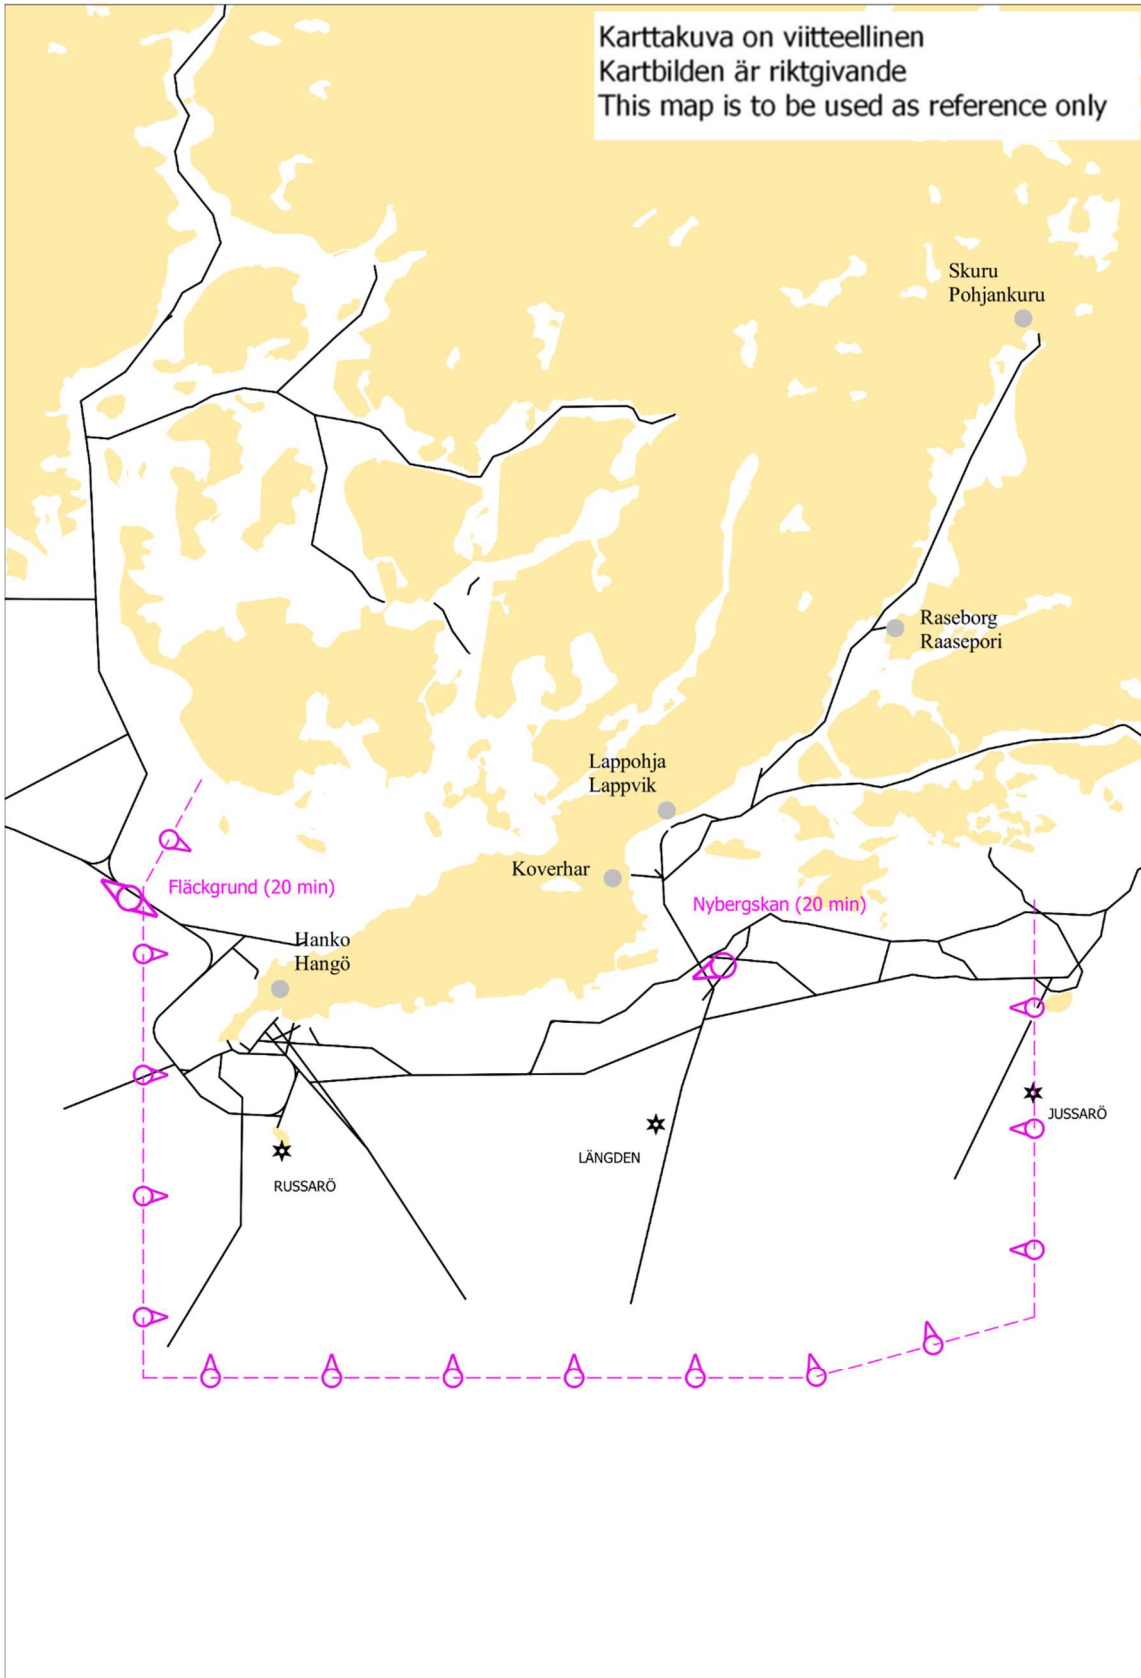 Karttakuva on viitteellinen
Kartbilden är riktgivande
This map is to be used as reference only
Skuru
Pohjankuru
Raseborg
Raasepori
Lappohja
Lappvik
Koverhar
Fläckgrund (20 min)
Nybergskan (20 min)
Hanko
Hangö
JUSSARÖ
LÄNGDEN
RUSSARÖ